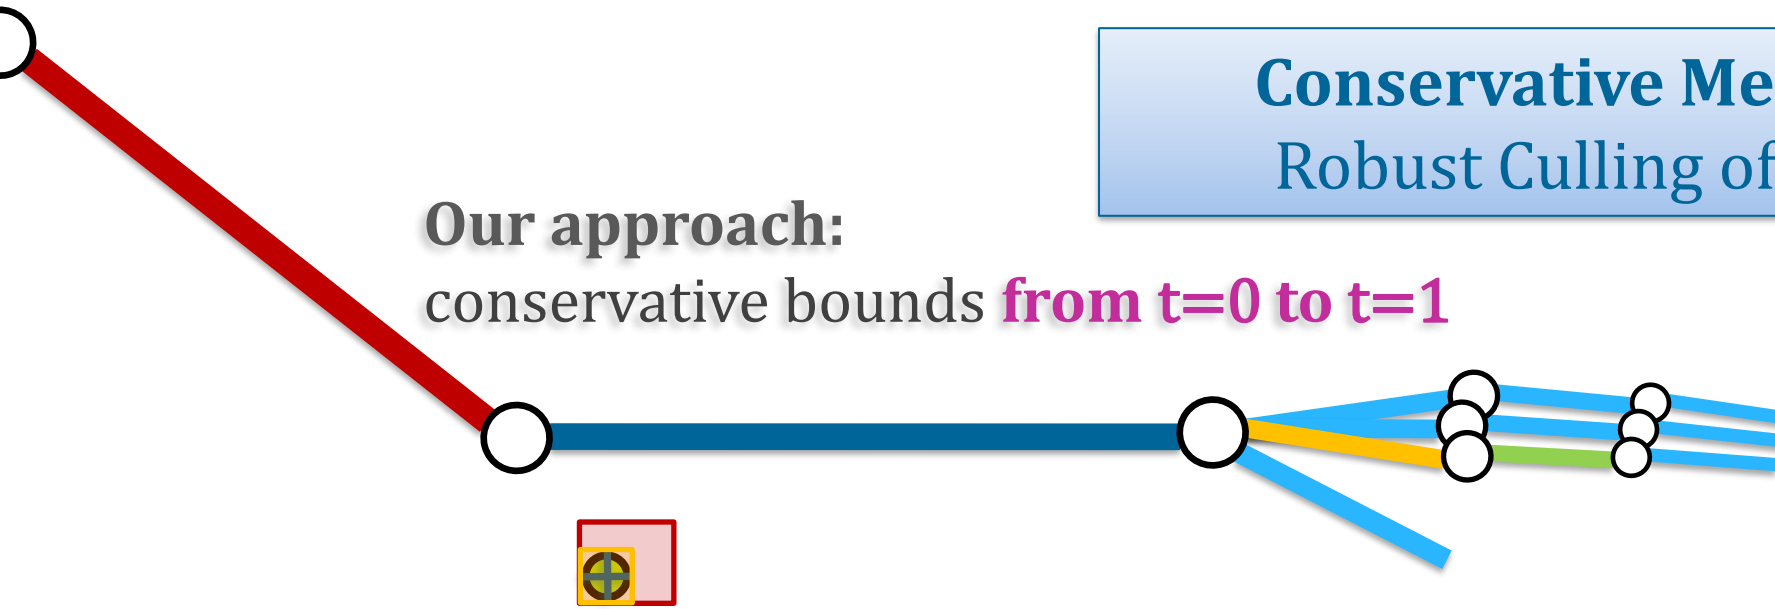 Conservative Me
Robust Culling of
Our approach:
conservative bounds from t=0 to t=1